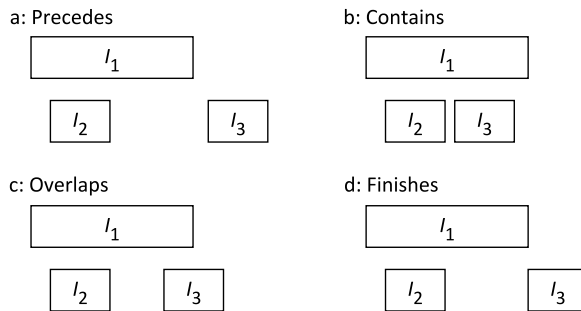 a: Precedes
I1
I2
I3
b: Contains
I1
I2
I3
c: Overlaps
I1
I2
I3
d: Finishes
I1
I2
I3